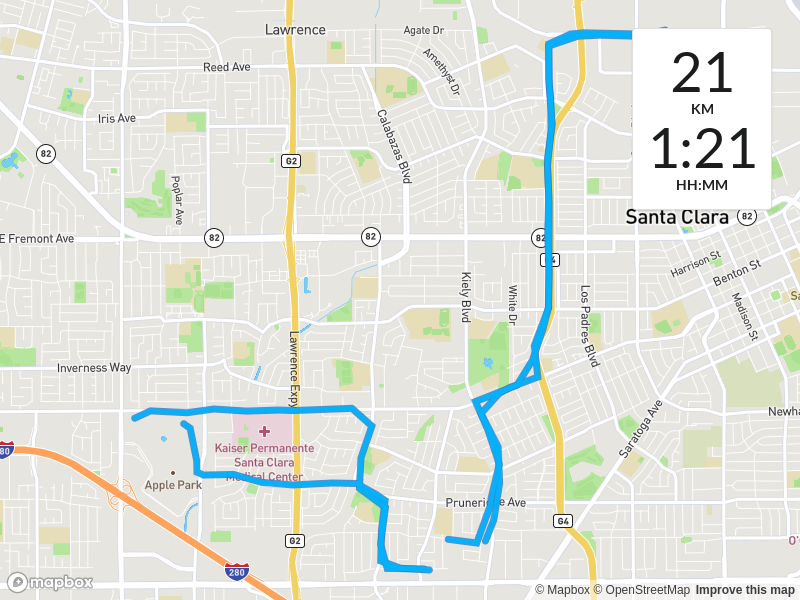 Lawrence
Agate Dr
Reed Ave
Amethyst Dr
21
KM
1:21
HH:MM
Iris Ave
Calabazas Blvd
G2
82
Poplar Ave
Santa Clara
82
E Fremont Ave
82
82
82
Harrison St
Benton St
Kiely Blvd
White Dr
Los Padres Blvd
Madison St
Lawrence Expy
Inverness Way
Saratoga Ave
Kaiser Permanente
Santa Clara
Medical Center
280
Apple Park
Pruneridge Ave
G4
G2
280
mapbox
© Mapbox © OpenStreetMap Improve this map